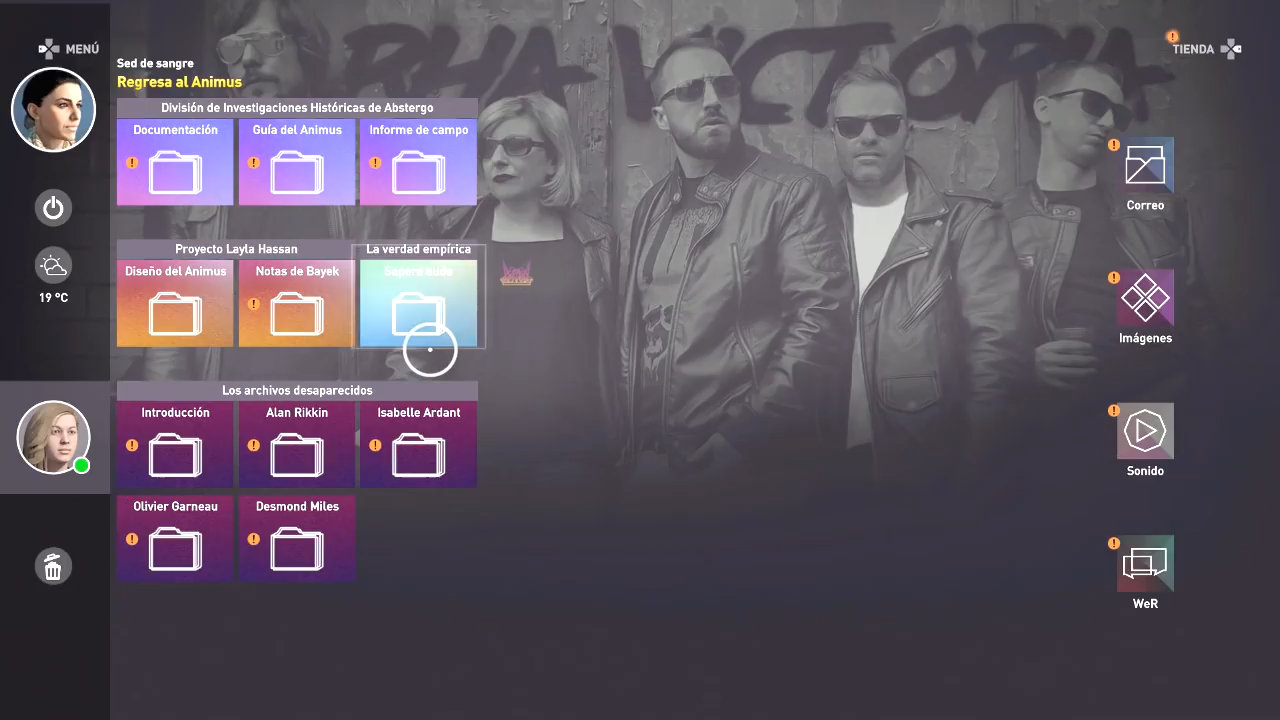 MENÚ
TIENDA
Sed de sangre
Regresa al Animus
División de Investigaciones Históricas de Abstergo
Documentación
Guía del Animus
Informe de campo
Proyecto Layla Hassan
La verdad empírica
Diseño del Animus
Notas de Bayek
Sapere aude
Los archivos desaparecidos
Introducción
Alan Rikkin
Isabelle Ardant
Olivier Garneau
Desmond Miles
19 ºC
Correo
Imágenes
Sonido
WeR